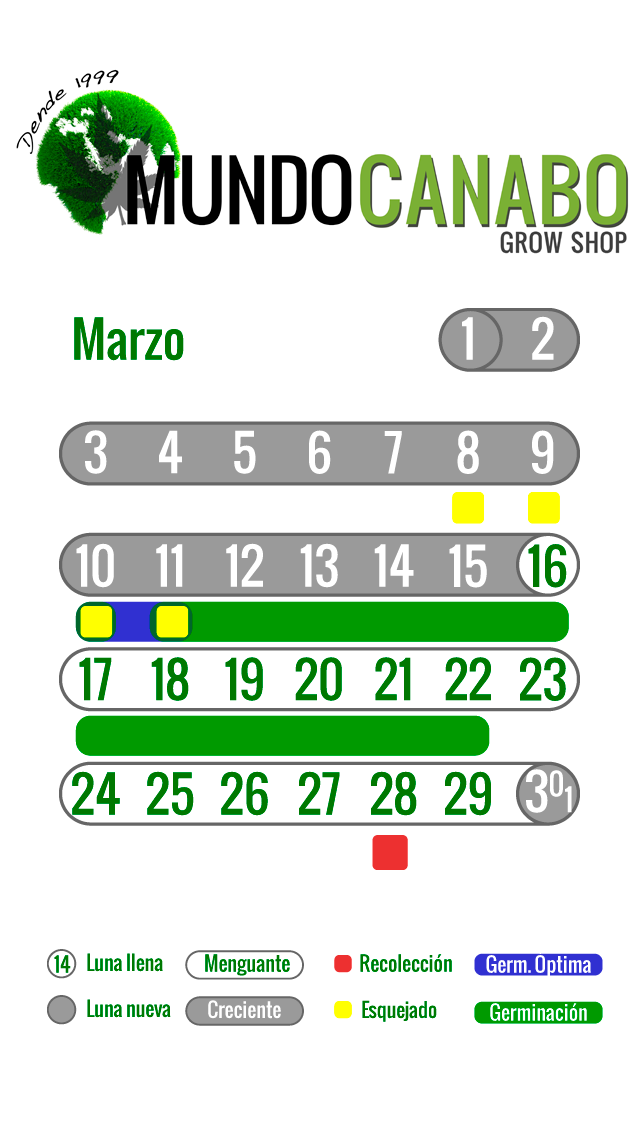 Dende 1999
MUNDOCANABO
GROW SHOP
Marzo 1 2
3 4 5 6 7 8 9
10 11 12 13 14 15 16
17 18 19 20 21 22 23
24 25 26 27 28 29 30 1
14 Luna llena Menguante Recolección Germ. Optima
Luna nueva Creciente Esquejado Germinación